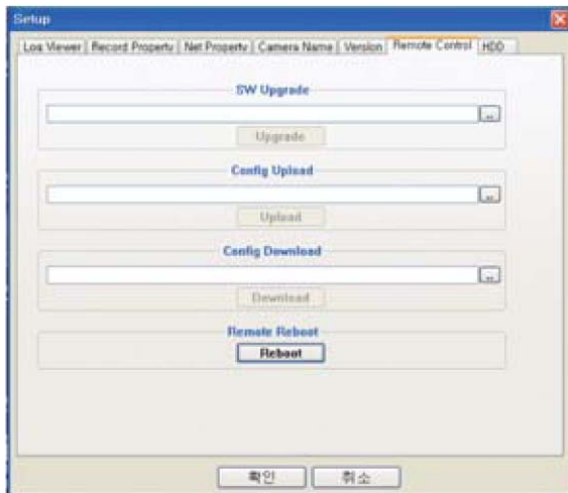 Setup
Log Viewer Record Property Net Property Camera Name Version Remote Control HDD
SW Upgrade
..
Upgrade
Config Upload
..
Upload
Config Download
..
Download
Remote Reboot
Reboot
확인 취소